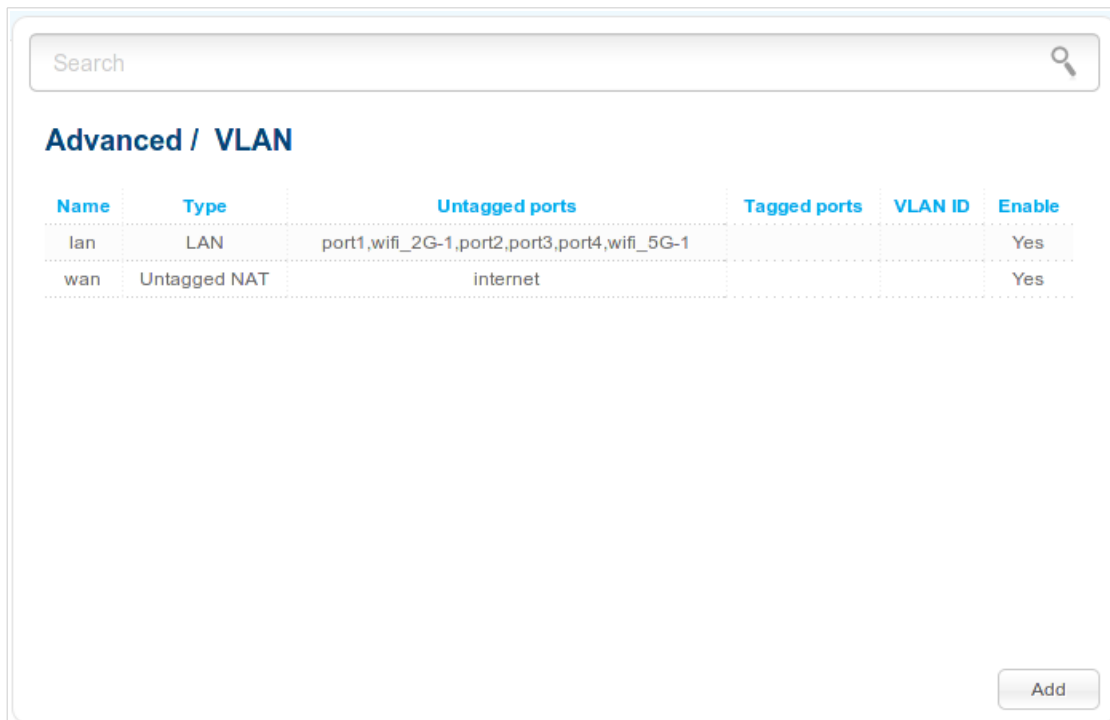 Search
Advanced / VLAN
Name Type Untagged ports Tagged ports VLAN ID Enable
lan LAN port1,wifi_2G-1,port2,port3,port4,wifi_5G-1 Yes
wan Untagged NAT internet Yes
Add